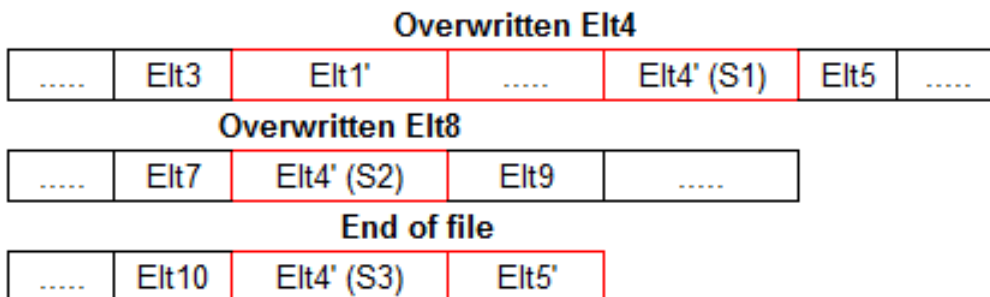 Overwritten Elt4
..... Elt3 Elt1' ..... Elt4' (S1) Elt5 .....
Overwritten Elt8
..... Elt7 Elt4' (S2) Elt9 .....
End of file
..... Elt10 Elt4' (S3) Elt5'